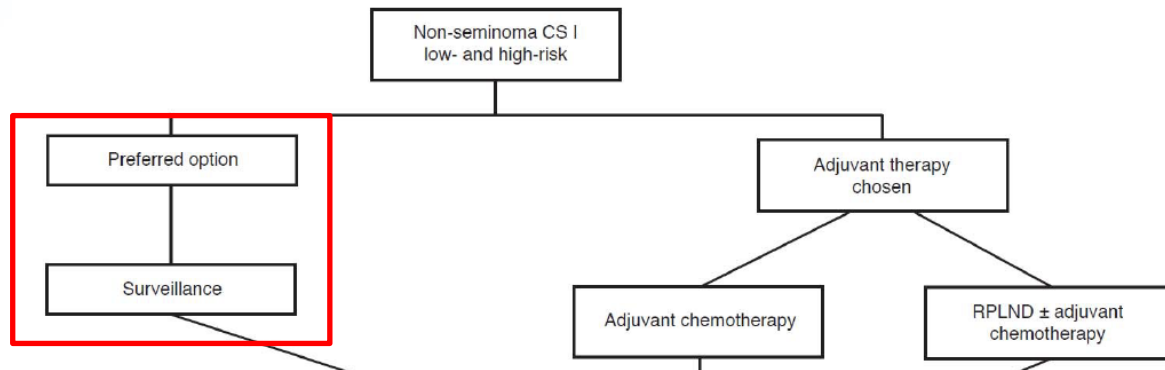 Non-seminoma CS I
low- and high-risk
Preferred option
Adjuvant therapy
chosen
Surveillance
Adjuvant chemotherapy
RPLND ± adjuvant
chemotherapy